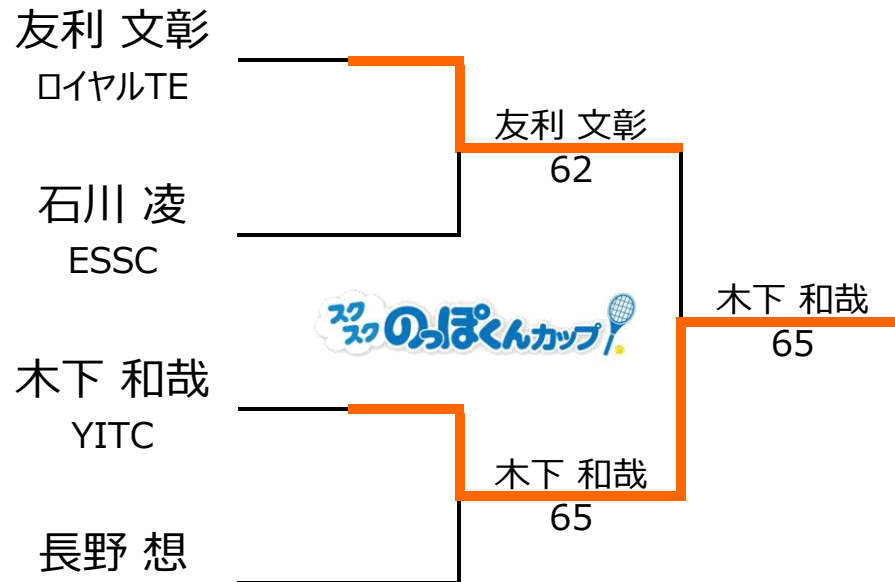 友利 文彰
ロイヤルTE
友利 文彰
62
石川 凌
ESSC
スク
スク のっぽくんカップ!
木下 和哉
65
木下 和哉
YITC
木下 和哉
65
長野 想